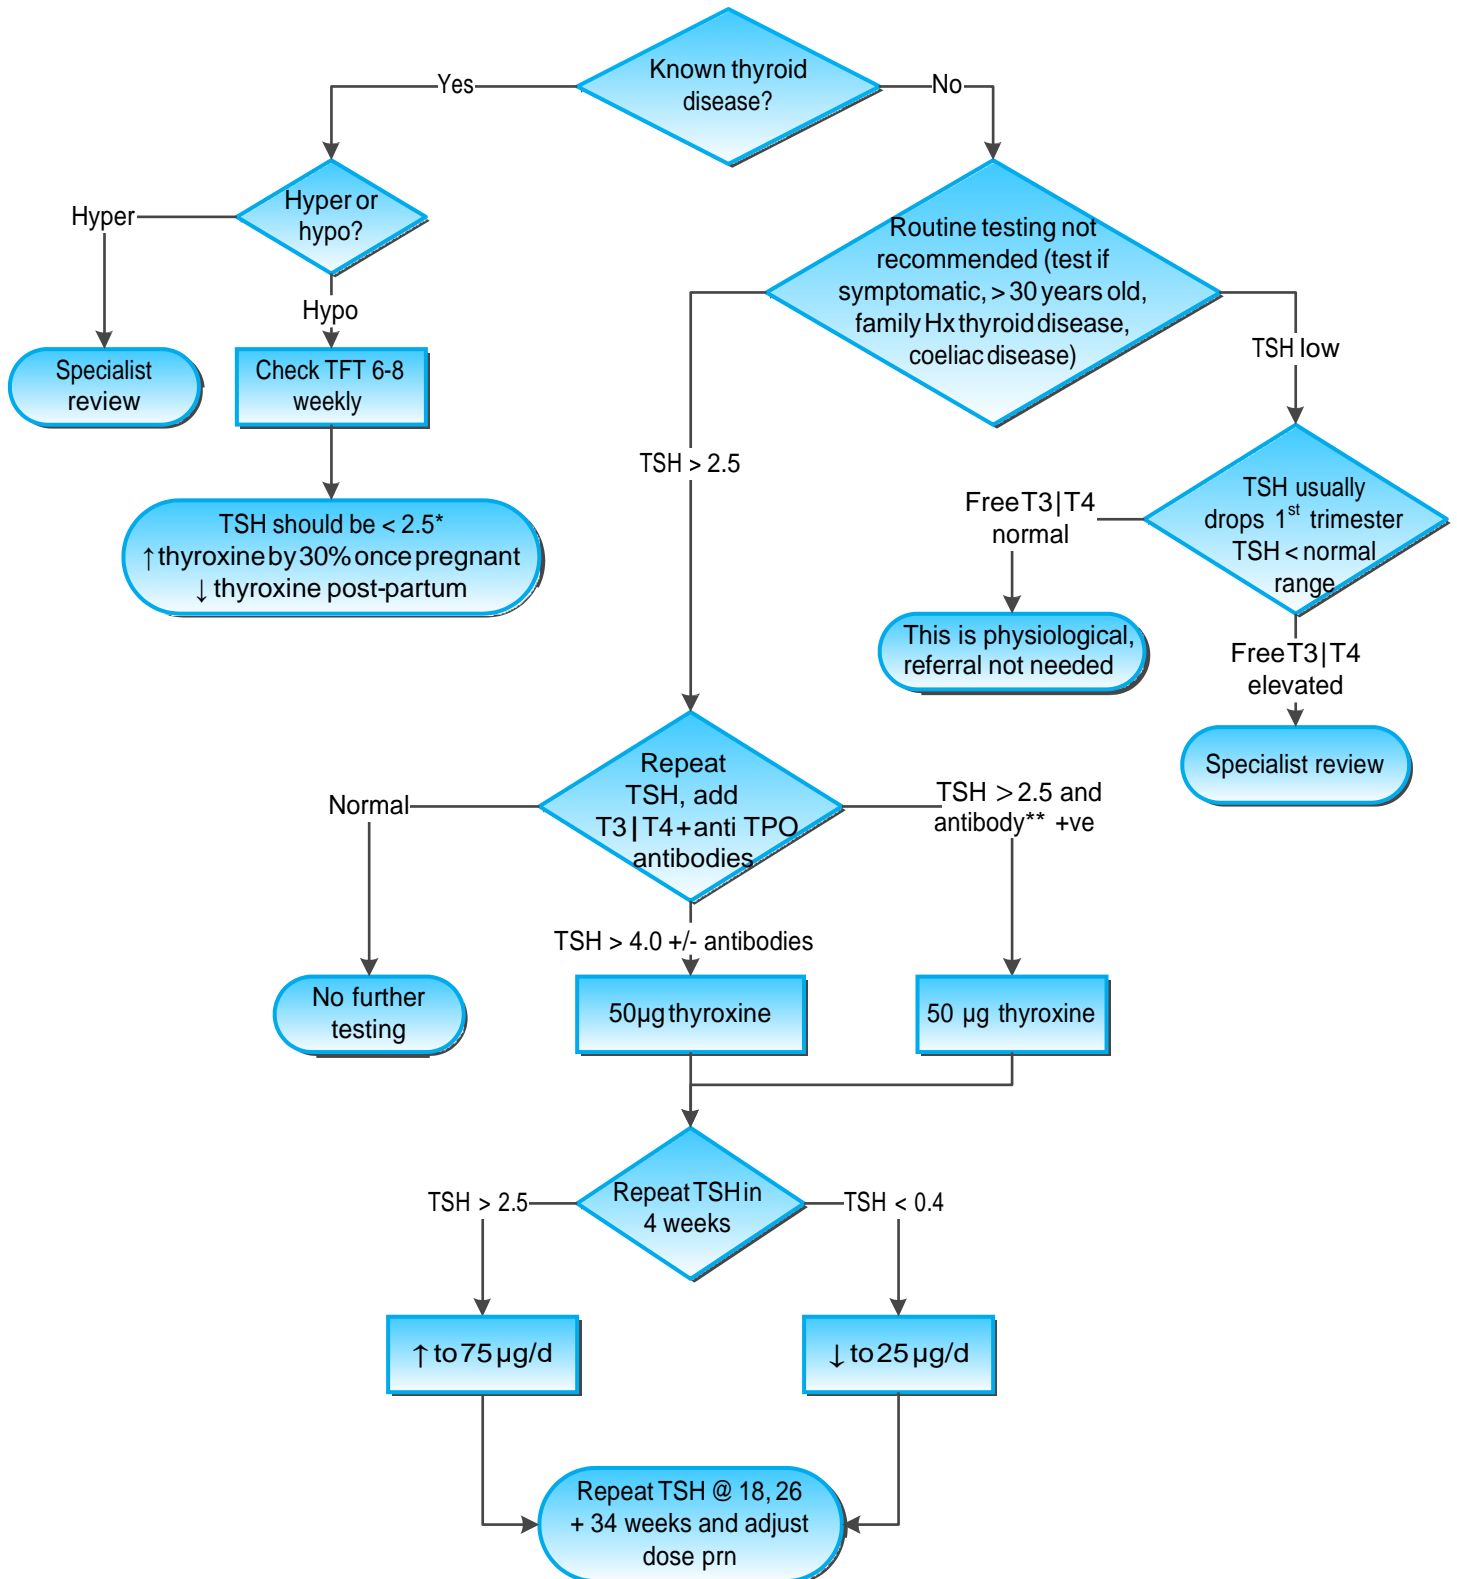 Known thyroid
disease?
Yes
No
Hyper or
hypo?
Hyper
Hypo
Specialist
review
Check TFT 6-8
weekly
TSH should be < 2.5*
↑ thyroxine by 30% once pregnant
↓ thyroxine post-partum
Routine testing not
recommended (test if
symptomatic, > 30 years old,
family Hx thyroid disease,
coeliac disease)
TSH > 2.5
TSH low
TSH usually
drops 1st trimester
TSH < normal
range
Free T3|T4
normal
This is physiological,
referral not needed
Free T3|T4
elevated
Specialist review
Repeat
TSH, add
T3|T4 + anti TPO
antibodies
Normal
TSH > 2.5 and
antibody** +ve
TSH > 4.0 +/- antibodies
No further
testing
50µg thyroxine
50 µg thyroxine
Repeat TSH in
4 weeks
TSH > 2.5
TSH < 0.4
↑ to 75 µg/d
↓ to 25 µg/d
Repeat TSH @ 18, 26
+ 34 weeks and adjust
dose prn